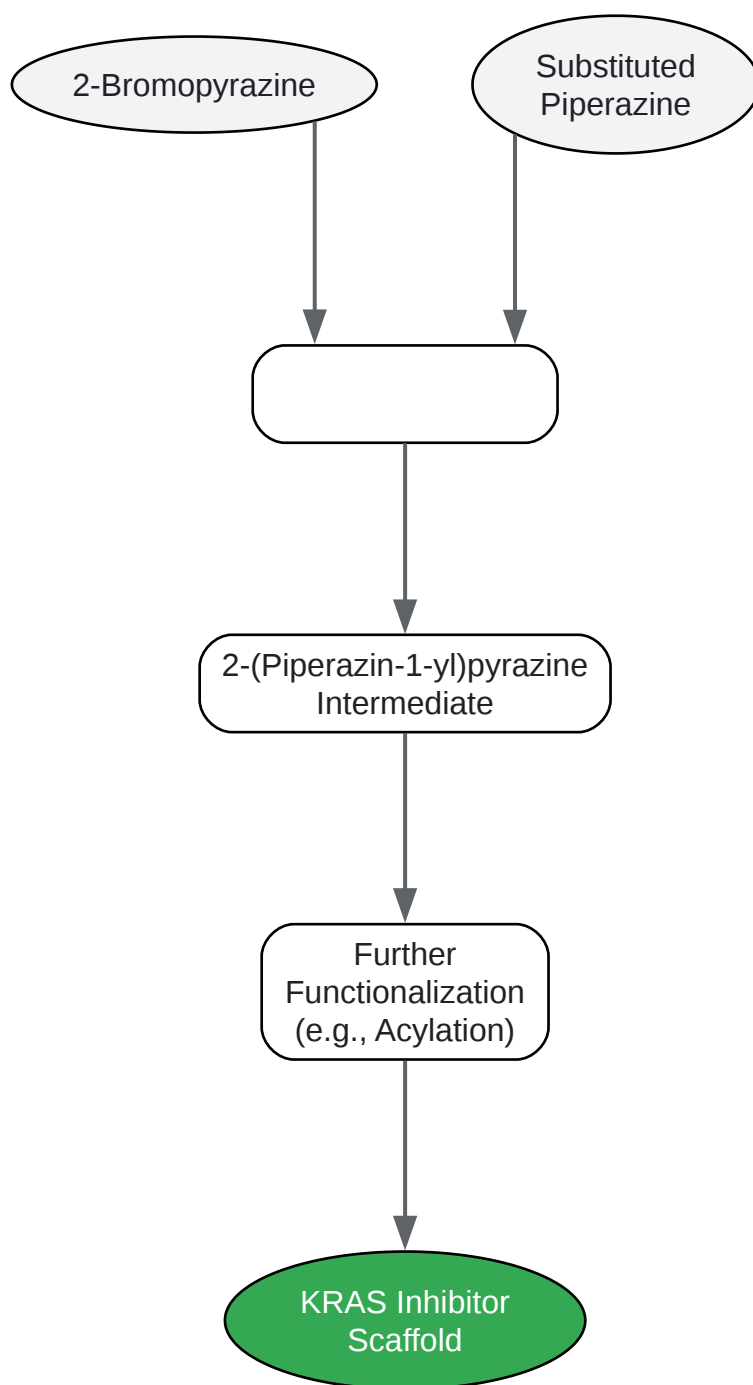 2-Bromopyrazine
Substituted
Piperazine
2-(Piperazin-1-yl)pyrazine
Intermediate
Further
Functionalization
(e.g., Acylation)
KRAS Inhibitor
Scaffold